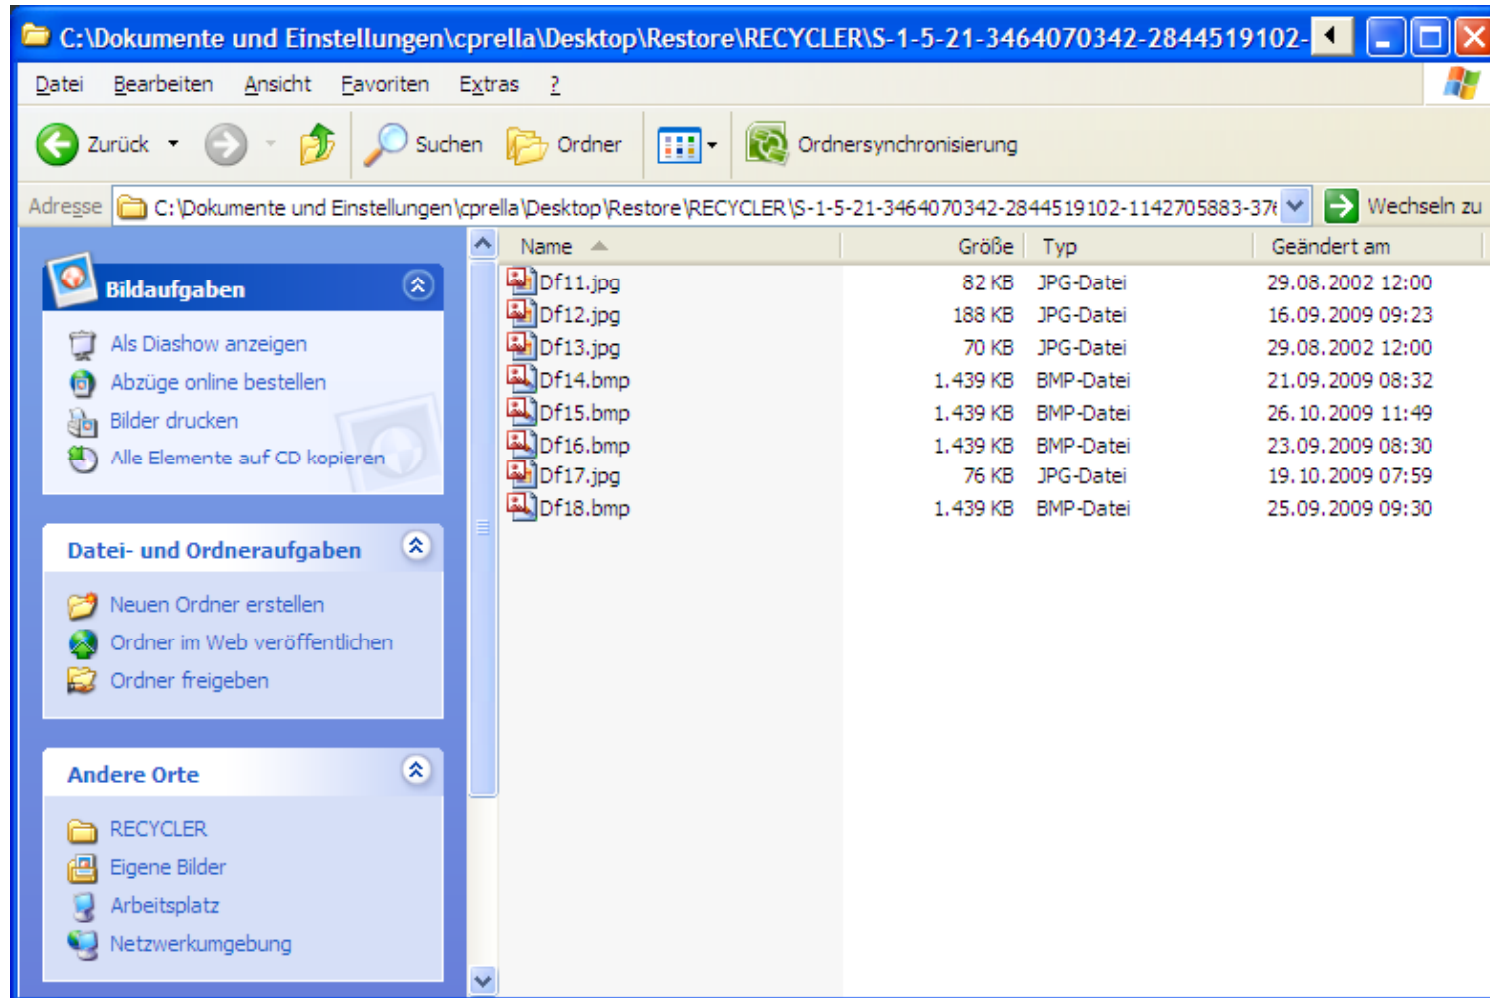 C:\Dokumente und Einstellungen\cprella\Desktop\Restore\RECYCLER\S-1-5-21-3464070342-2844519102-
Datei Bearbeiten Ansicht Favoriten Extras ?
Zurück Suchen Ordner Ordnersynchronisierung
Adresse C:\Dokumente und Einstellungen\cprella\Desktop\Restore\RECYCLER\S-1-5-21-3464070342-2844519102-1142705883-37 Wechseln zu
Name Größe Typ Geändert am
Df11.jpg 82 KB JPG-Datei 29.08.2002 12:00
Df12.jpg 188 KB JPG-Datei 16.09.2009 09:23
Df13.jpg 70 KB JPG-Datei 29.08.2002 12:00
Df14.bmp 1.439 KB BMP-Datei 21.09.2009 08:32
Df15.bmp 1.439 KB BMP-Datei 26.10.2009 11:49
Df16.bmp 1.439 KB BMP-Datei 23.09.2009 08:30
Df17.jpg 76 KB JPG-Datei 19.10.2009 07:59
Df18.bmp 1.439 KB BMP-Datei 25.09.2009 09:30
Bildaufgaben
Als Diashow anzeigen
Abzüge online bestellen
Bilder drucken
Alle Elemente auf CD kopieren
Datei- und Ordneraufgaben
Neuen Ordner erstellen
Ordner im Web veröffentlichen
Ordner freigeben
Andere Orte
RECYCLER
Eigene Bilder
Arbeitsplatz
Netzwerkumgebung